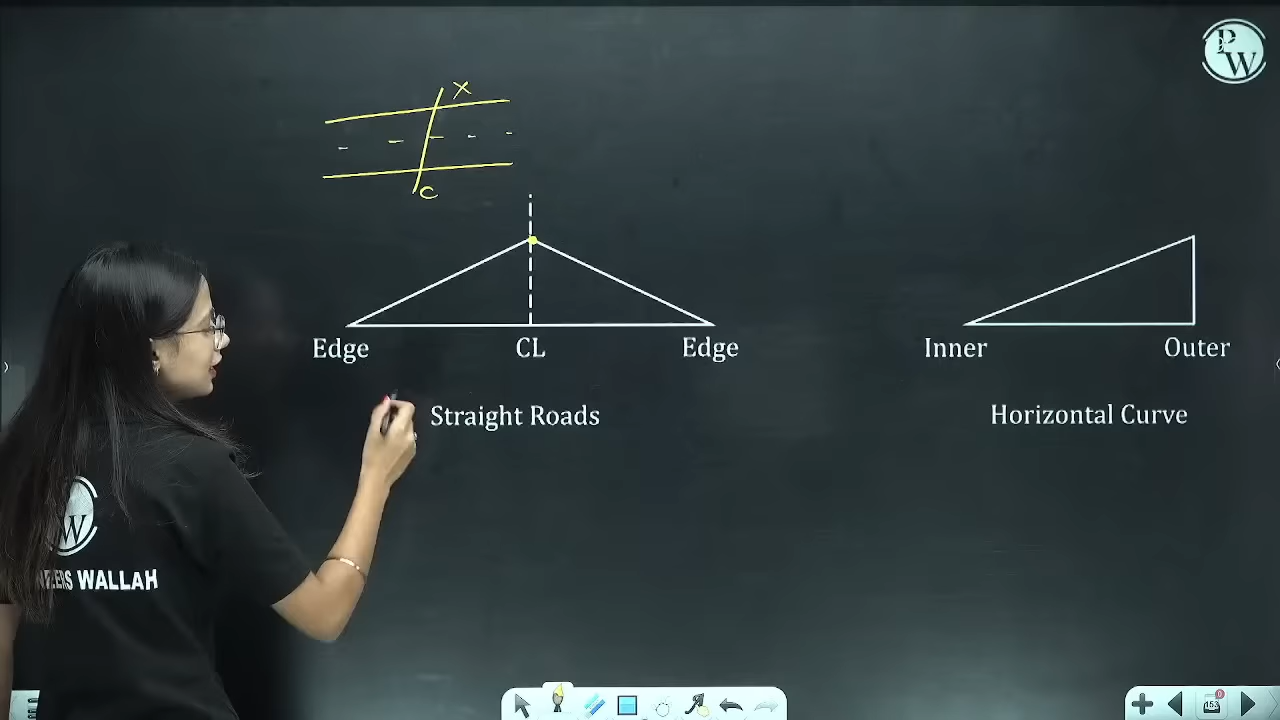 PW
X
C
Edge CL Edge
Straight Roads
Inner Outer
Horizontal Curve
W
WALLAH